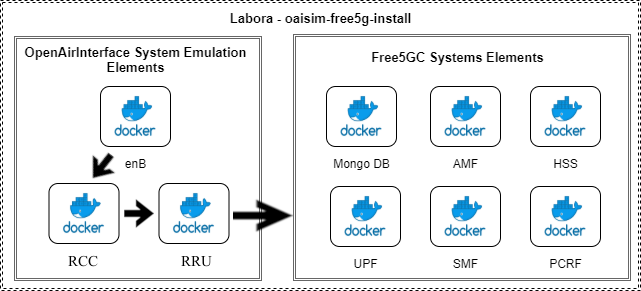 Labora - oaisim-free5g-install
OpenAirInterface System Emulation
Elements
docker
enB
docker
RCC
docker
RRU
Free5GC Systems Elements
docker
Mongo DB
docker
AMF
docker
HSS
docker
UPF
docker
SMF
docker
PCRF